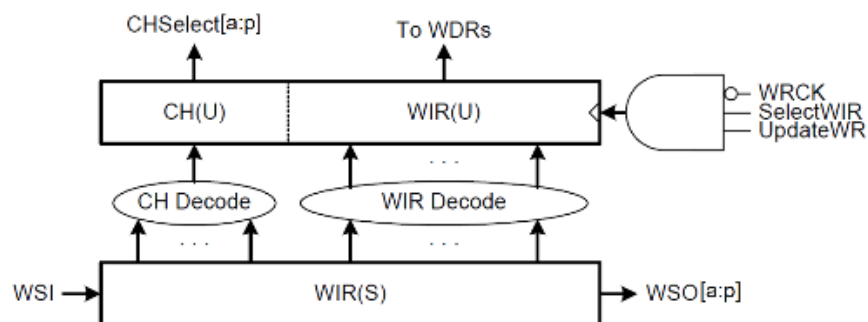 CHSelect[a:p]
To WDRs
CH(U)
WIR(U)
WRCK
SelectWIR
UpdateWR
. . .
CH Decode
WIR Decode
. . .
. . .
WSI
WIR(S)
WSO[a:p]